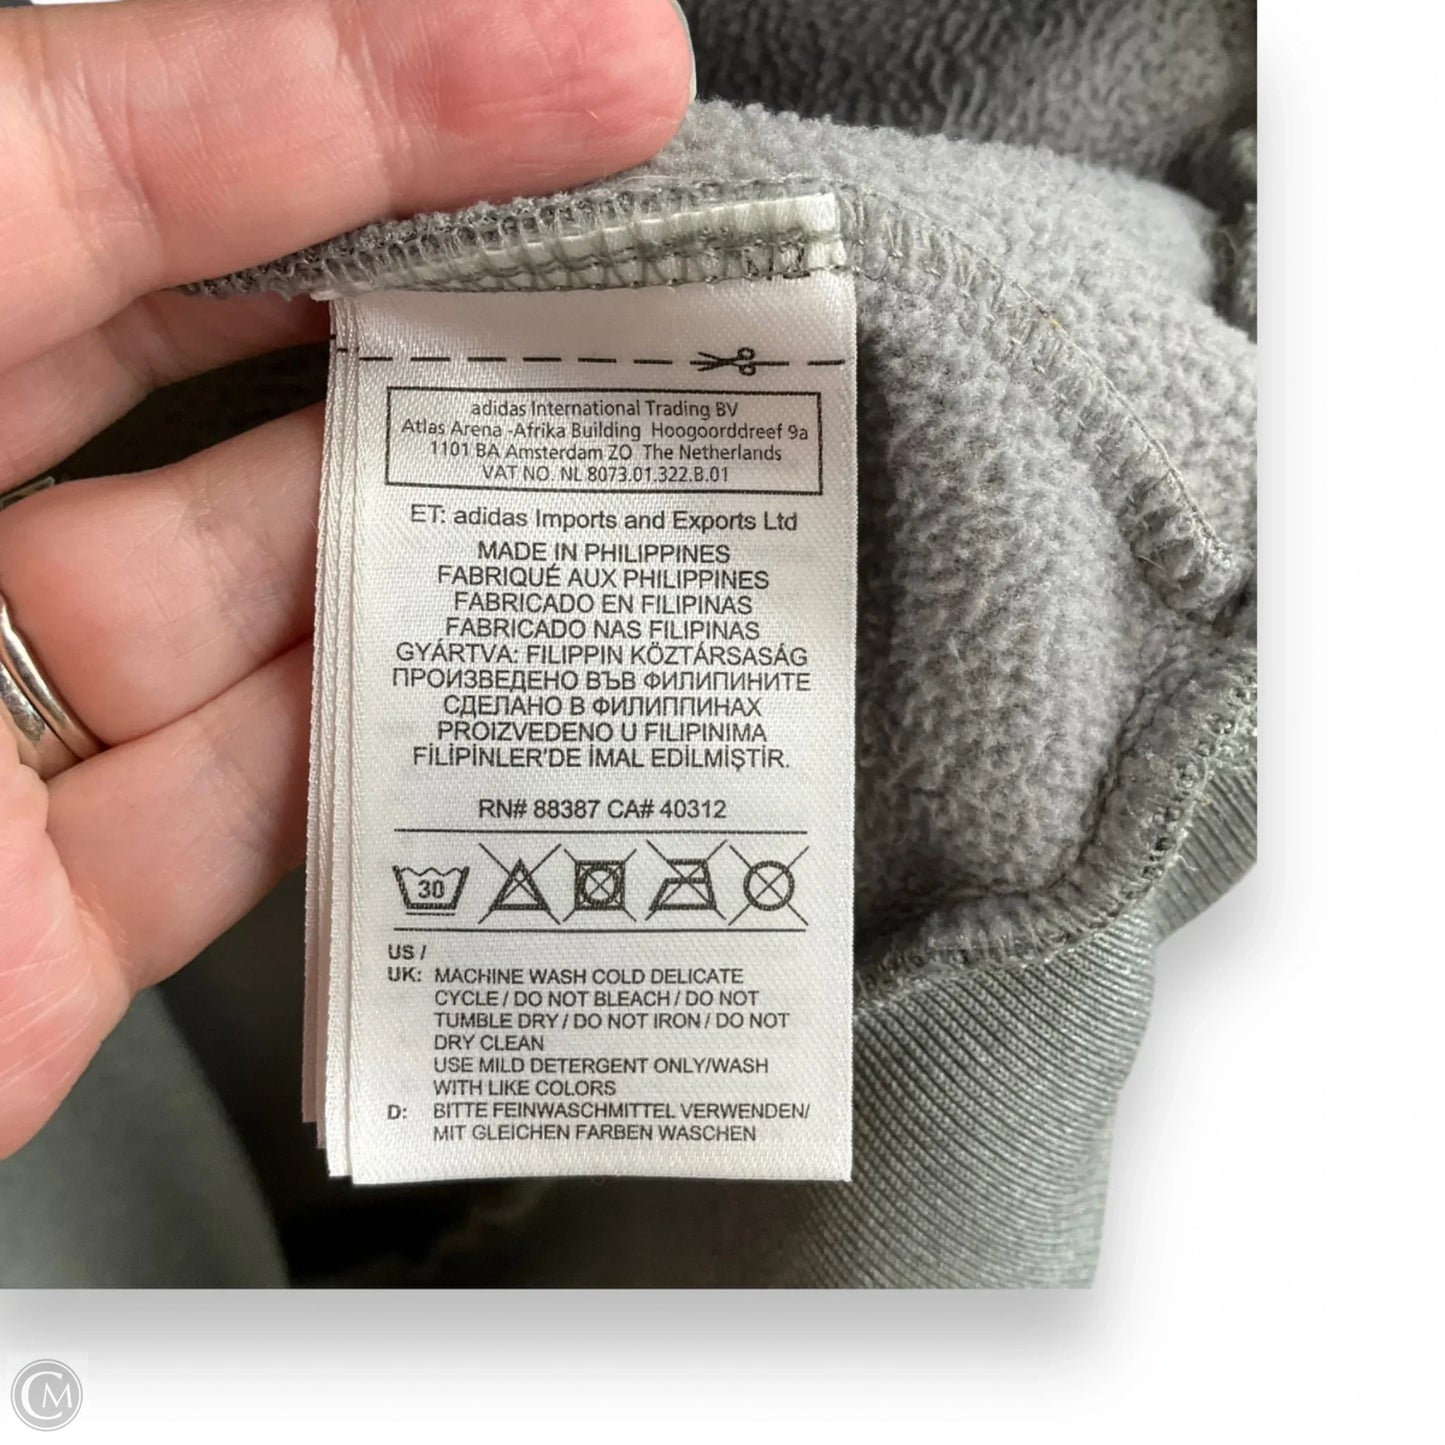 adidas International Trading BV
Atlas Arena -Afrika Building Hoogoorddreef 9a
1101 BA Amsterdam ZO The Netherlands
VAT NO. NL 8073.01.322.B.01
ET: adidas Imports and Exports Ltd
MADE IN PHILIPPINES
FABRIQUÉ AUX PHILIPPINES
FABRICADO EN FILIPINAS
FABRICADO NAS FILIPINAS
GYÁRTVA: FILIPPIN KÖZTÁRSASÁG
ПРОИЗВЕДЕНО ВЪВ ФИЛИПИНИТЕ
СДЕЛАНО В ФИЛИППИНАХ
PROIZVEDENO U FILIPINIMA
FİLİPİNLER'DE İMAL EDİLMİŞTİR.
RN# 88387 CA# 40312
30
US /
UK: MACHINE WASH COLD DELICATE
CYCLE / DO NOT BLEACH / DO NOT
TUMBLE DRY / DO NOT IRON / DO NOT
DRY CLEAN
USE MILD DETERGENT ONLY/WASH
WITH LIKE COLORS
D: BITTE FEINWASCHMITTEL VERWENDEN/
MIT GLEICHEN FARBEN WASCHEN
CM